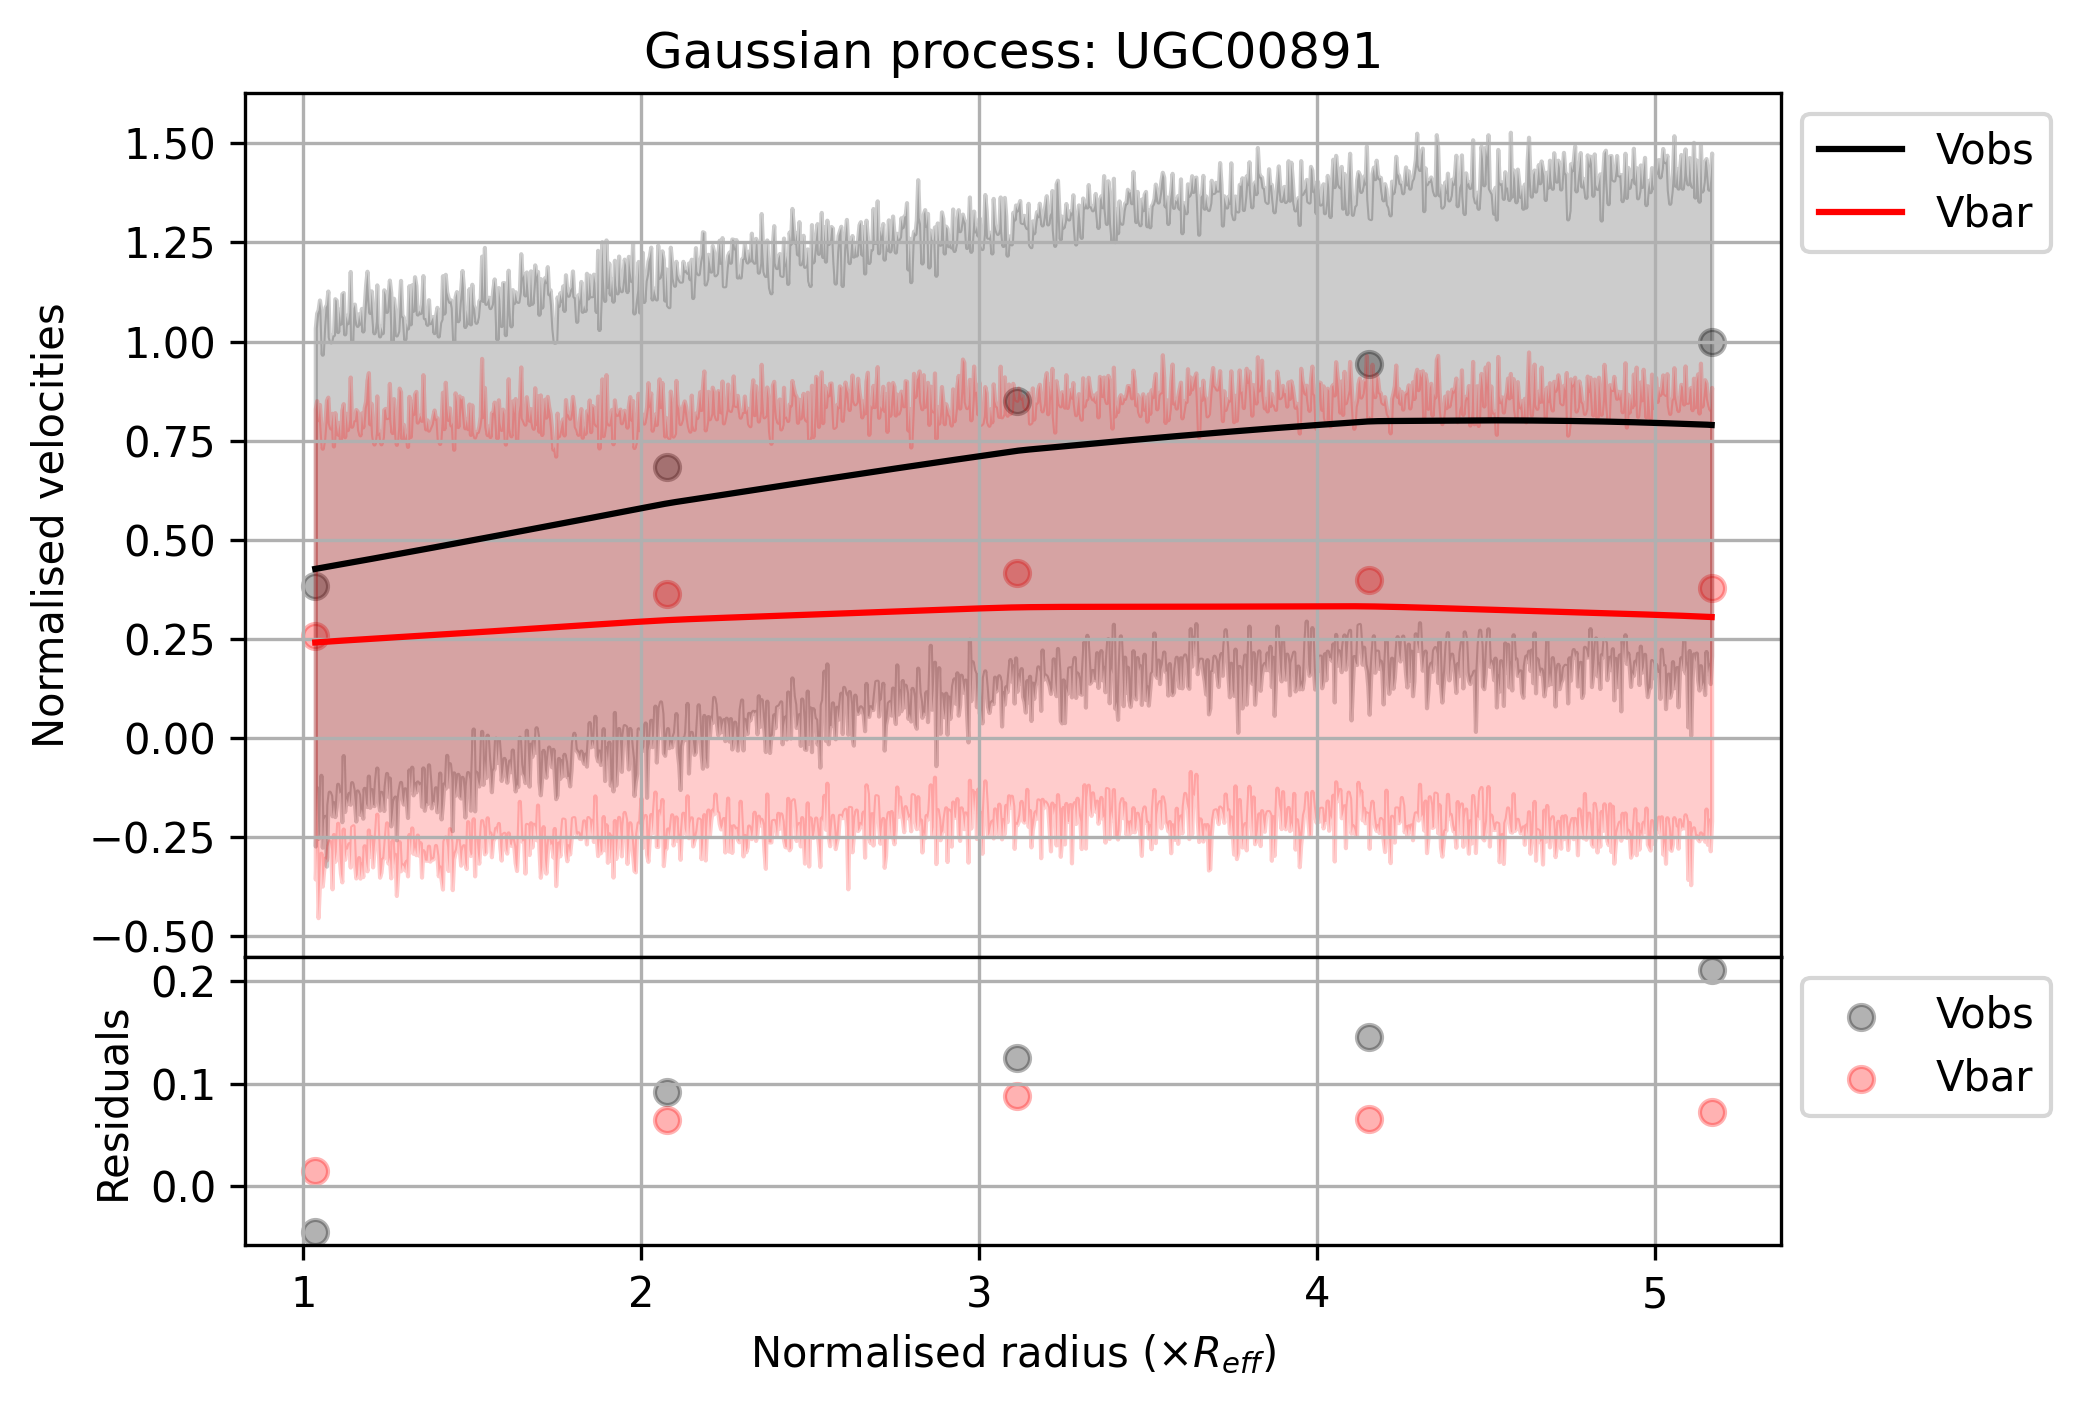 Gaussian process: UGC00891
Normalised velocities
1.50
1.25
1.00
0.75
0.50
0.25
0.00
−0.25
−0.50
Vobs
Vbar
Residuals
0.2
0.1
0.0
Vobs
Vbar
1 2 3 4 5
Normalised radius (×R_eff)